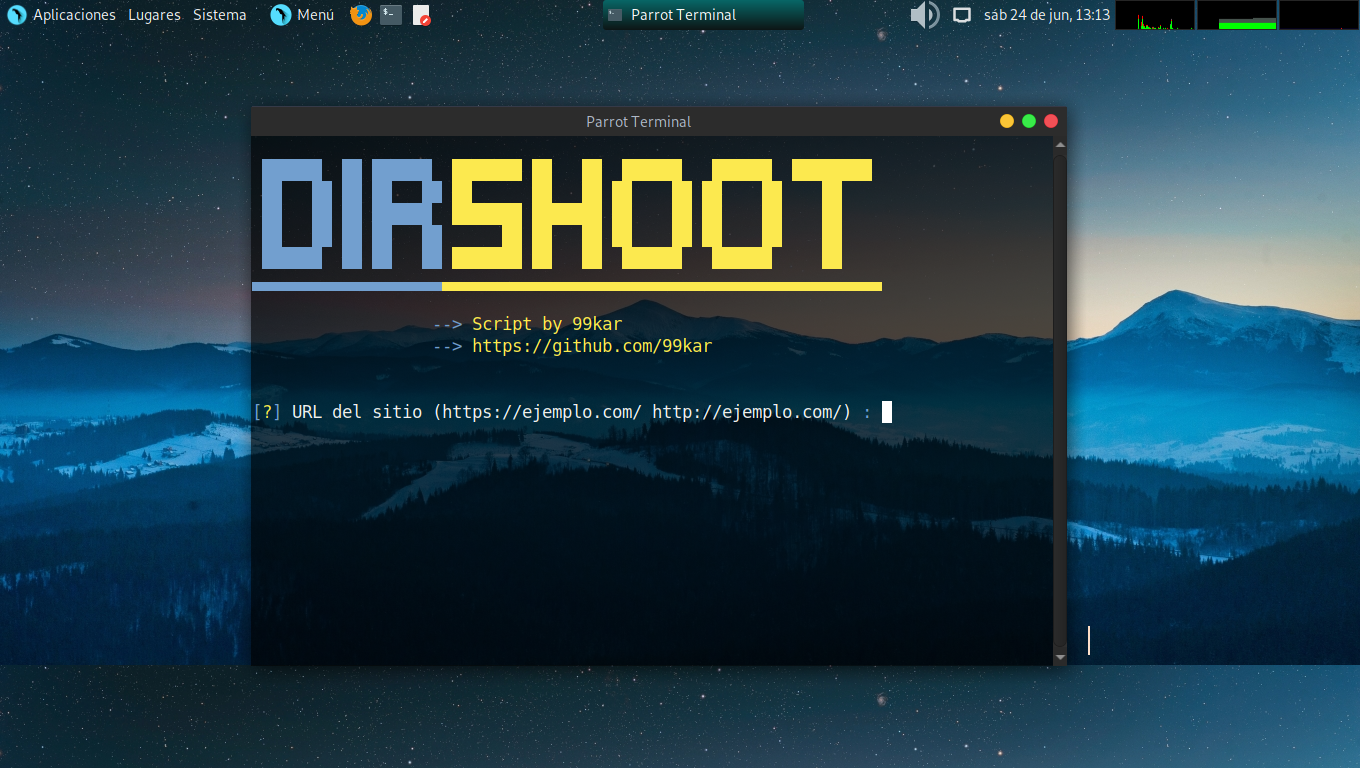 Aplicaciones Lugares Sistema Menú Parrot Terminal sáb 24 de jun, 13:13
Parrot Terminal
DIRSHOOT
--> Script by 99kar
--> https://github.com/99kar
[?] URL del sitio (https://ejemplo.com/ http://ejemplo.com/) :